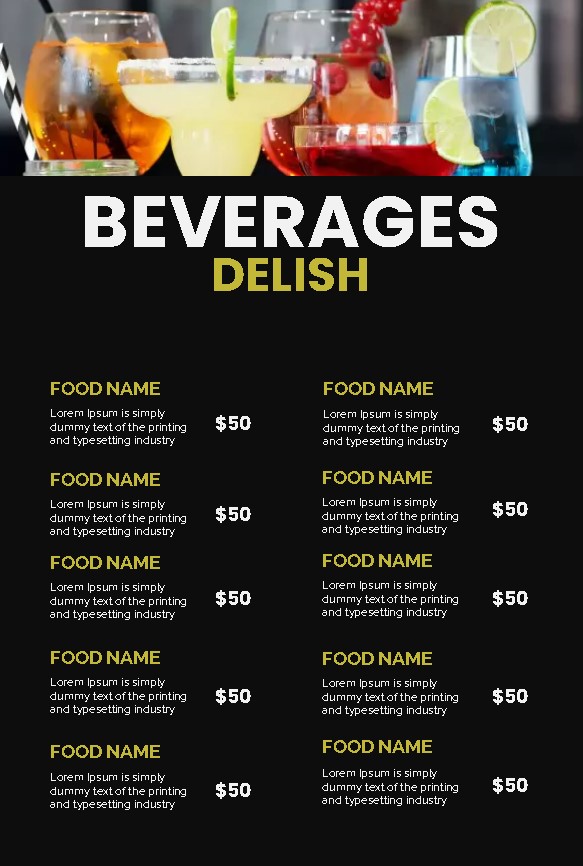 BEVERAGES
DELISH
FOOD NAME
Lorem Ipsum is simply
dummy text of the printing
and typesetting industry
$50
FOOD NAME
Lorem Ipsum is simply
dummy text of the printing
and typesetting industry
$50
FOOD NAME
Lorem Ipsum is simply
dummy text of the printing
and typesetting industry
$50
FOOD NAME
Lorem Ipsum is simply
dummy text of the printing
and typesetting industry
$50
FOOD NAME
Lorem Ipsum is simply
dummy text of the printing
and typesetting industry
$50
FOOD NAME
Lorem Ipsum is simply
dummy text of the printing
and typesetting industry
$50
FOOD NAME
Lorem Ipsum is simply
dummy text of the printing
and typesetting industry
$50
FOOD NAME
Lorem Ipsum is simply
dummy text of the printing
and typesetting industry
$50
FOOD NAME
Lorem Ipsum is simply
dummy text of the printing
and typesetting industry
$50
FOOD NAME
Lorem Ipsum is simply
dummy text of the printing
and typesetting industry
$50